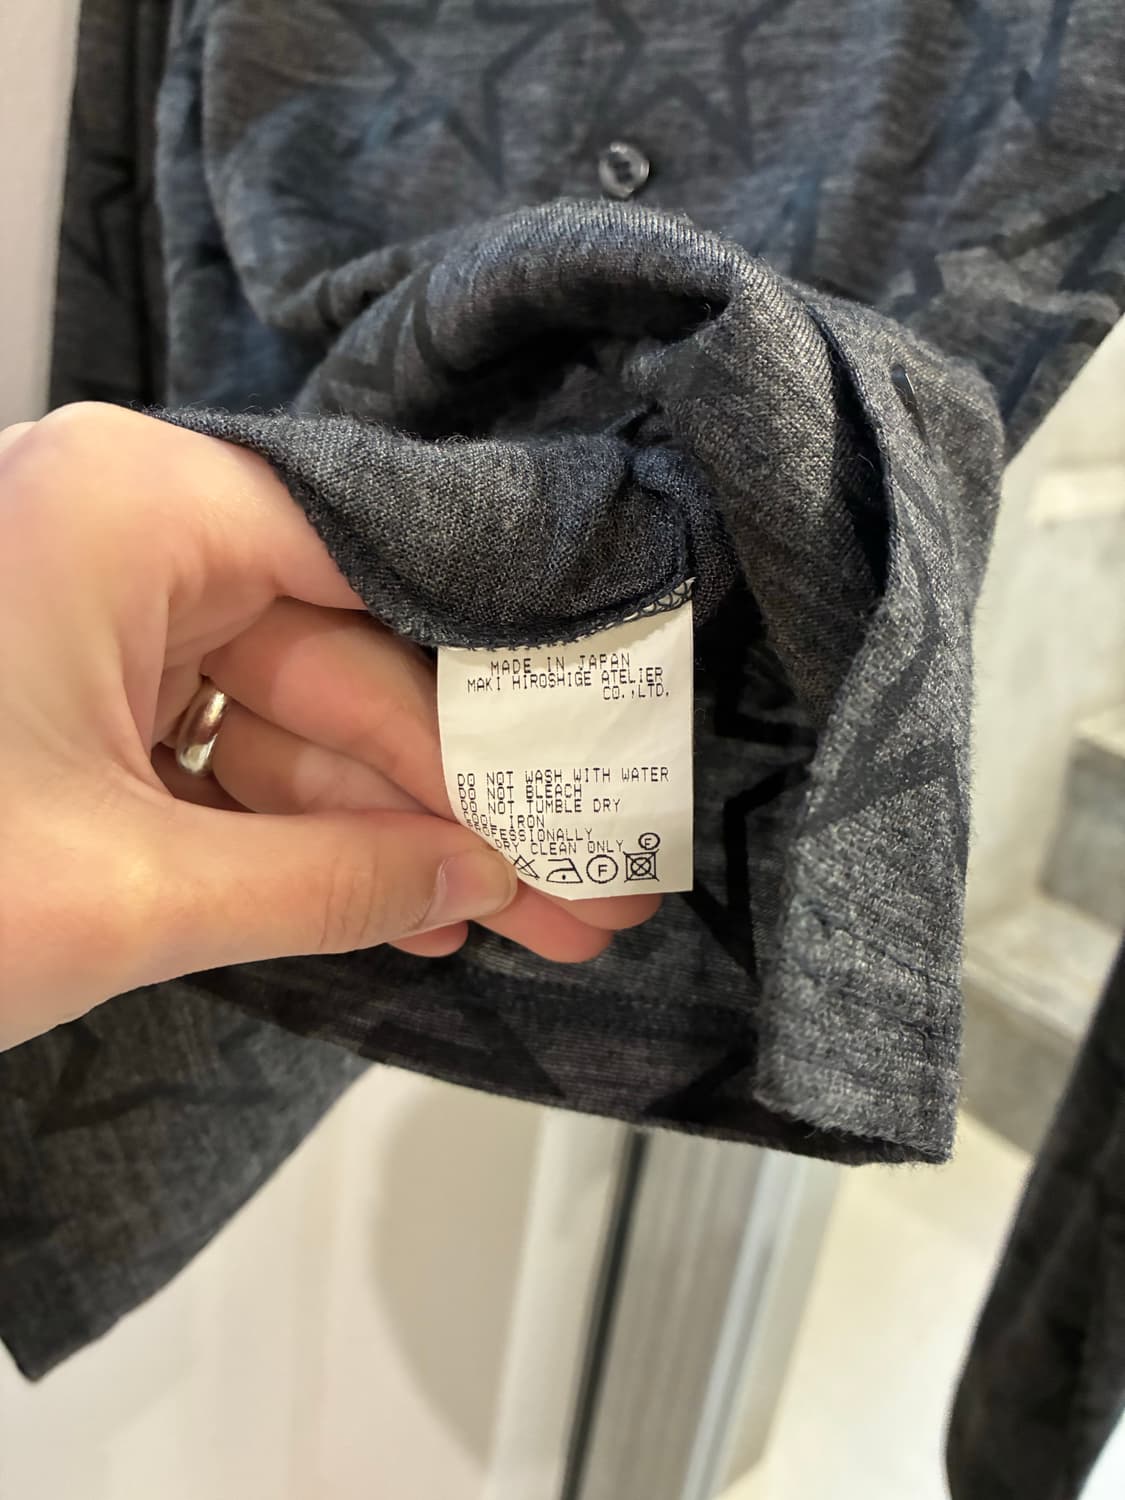 MADE IN JAPAN
MAKI HIROSHIGE ATELIER
CO.,LTD.
DO NOT WASH WITH WATER
DO NOT BLEACH
DO NOT TUMBLE DRY
COOL IRON
PROFESSIONALLY
DRY CLEAN ONLY Ⓕ
Ⓕ